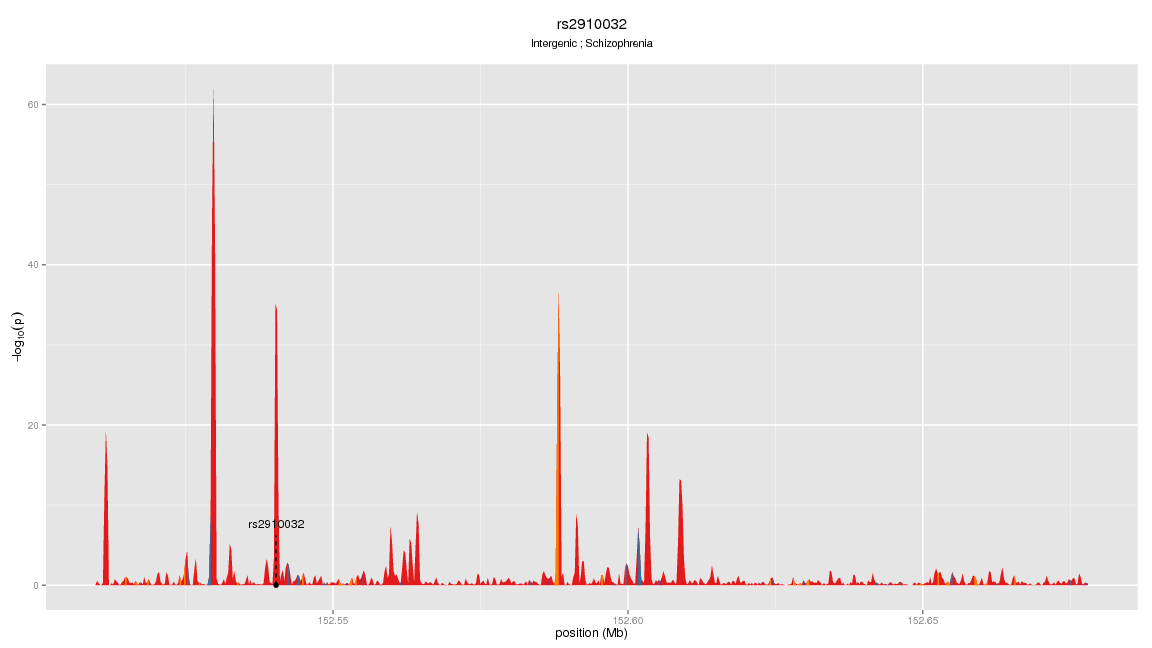 rs2910032
Intergenic ; Schizophrenia
60
40
20
0
−log10(p)
rs2910032
152.55
152.60
152.65
position (Mb)